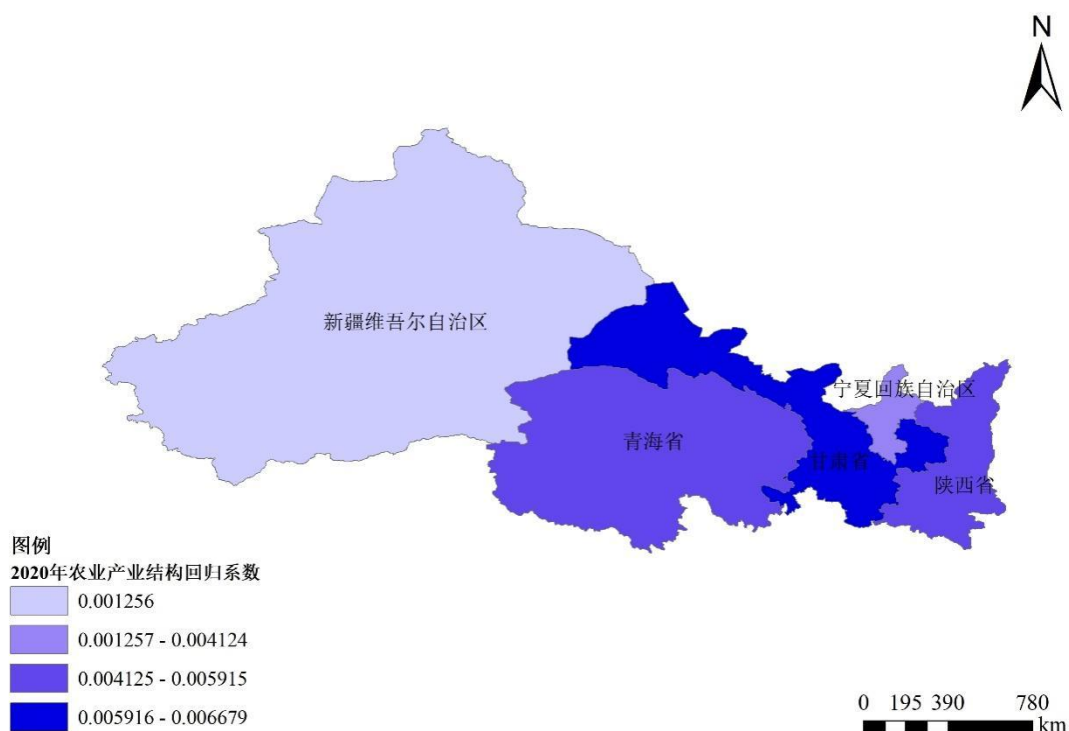 N
新疆维吾尔自治区
宁夏回族自治区
青海省
甘肃省
陕西省
图例
2020年农业产业结构回归系数
0.001256
0.001257 - 0.004124
0.004125 - 0.005915
0.005916 - 0.006679
0 195 390 780
km